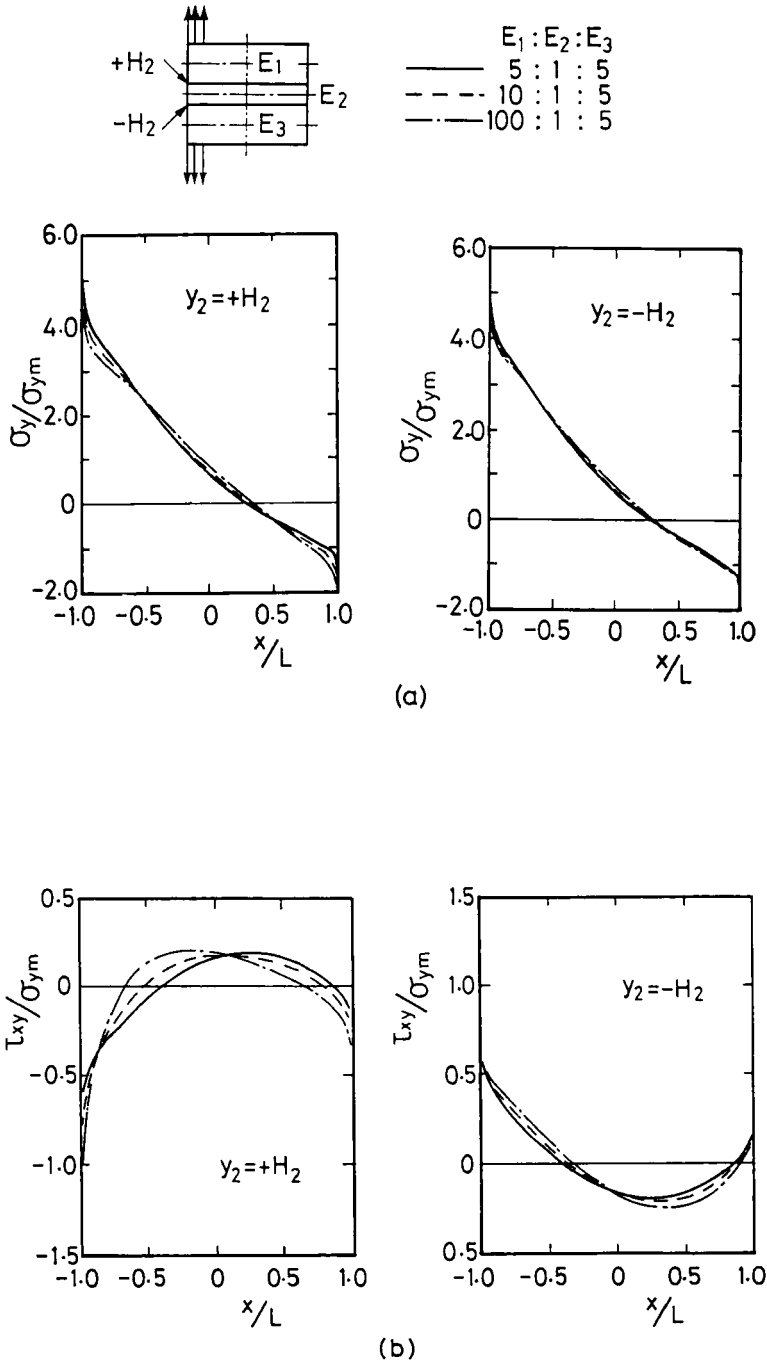 E₁ : E₂ : E₃
+H₂
E₁
5 : 1 : 5
E₂
10 : 1 : 5
-H₂
E₃
100 : 1 : 5
6.0
4.0
2.0
0
-2.0
σy/σym
y₂=+H₂
-1.0 -0.5 0 0.5 1.0
x/L
6.0
4.0
2.0
0
-2.0
σy/σym
y₂=-H₂
-1.0 -0.5 0 0.5 1.0
x/L
(a)
0.5
0
-0.5
-1.0
-1.5
τxy/σym
y₂=+H₂
-1.0 -0.5 0 0.5 1.0
x/L
1.5
1.0
0.5
0
0.5
τxy/σym
y₂=-H₂
-1.0 -0.5 0 0.5 1.0
x/L
(b)